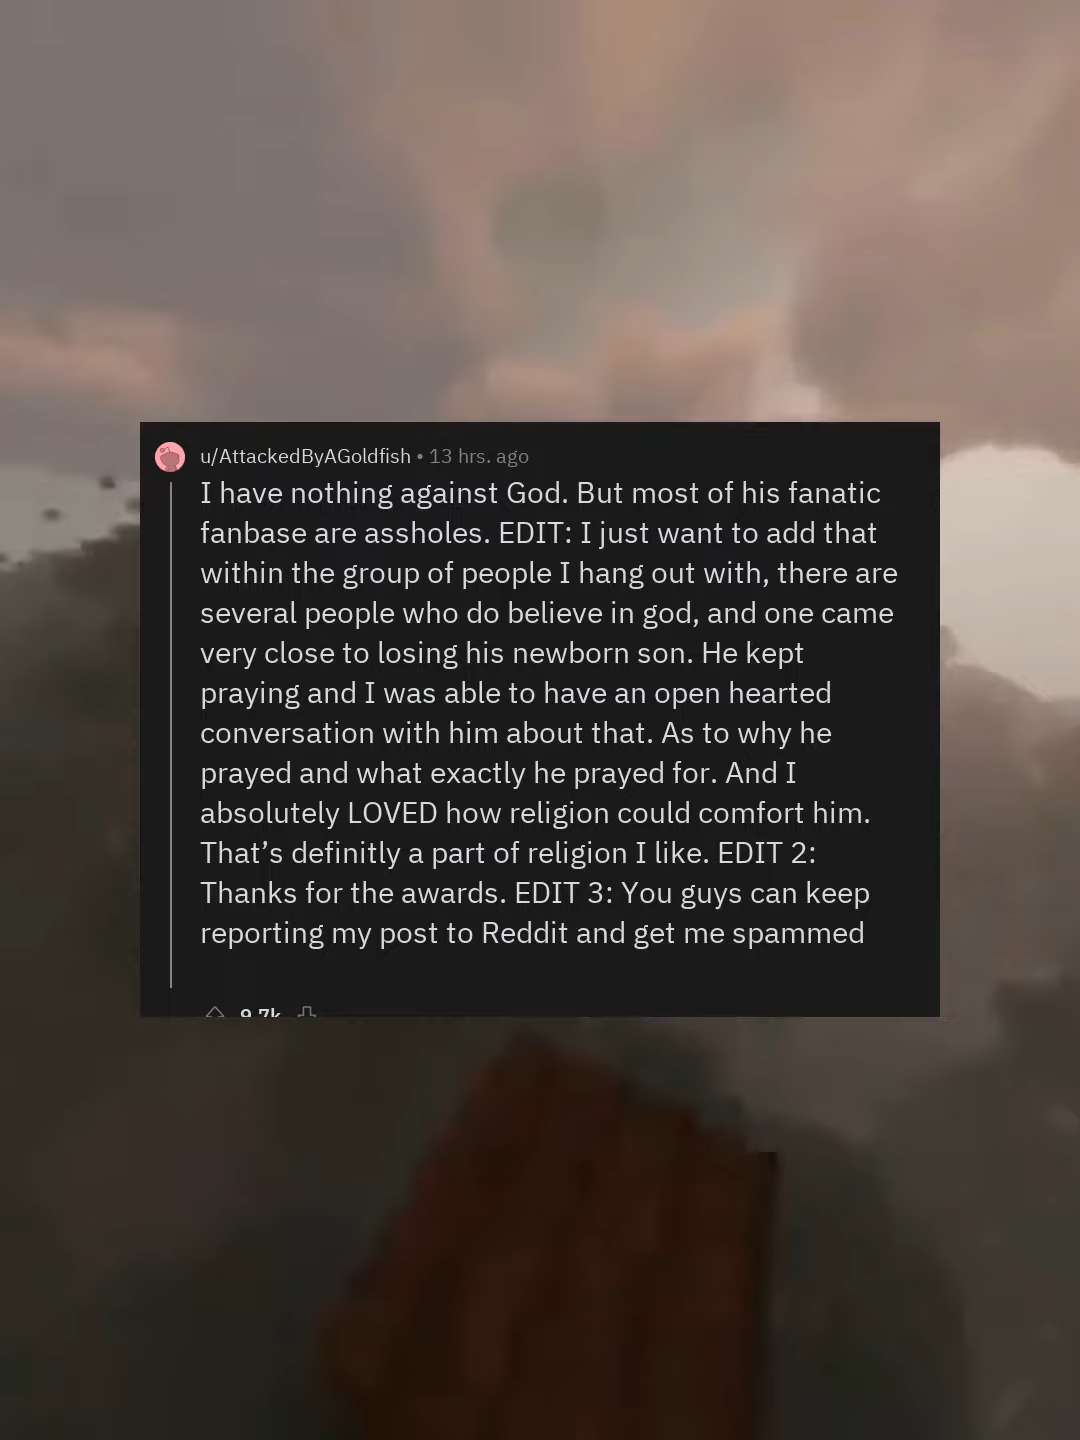 u/AttackedByAGoldfish • 13 hrs. ago
I have nothing against God. But most of his fanatic
fanbase are assholes. EDIT: I just want to add that
within the group of people I hang out with, there are
several people who do believe in god, and one came
very close to losing his newborn son. He kept
praying and I was able to have an open hearted
conversation with him about that. As to why he
prayed and what exactly he prayed for. And I
absolutely LOVED how religion could comfort him.
That’s definitly a part of religion I like. EDIT 2:
Thanks for the awards. EDIT 3: You guys can keep
reporting my post to Reddit and get me spammed
9.7k